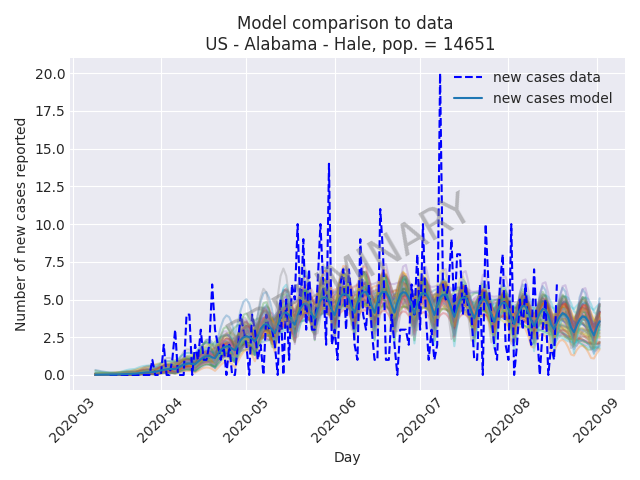 Model comparison to data
US - Alabama - Hale, pop. = 14651
new cases data
new cases model
Number of new cases reported
20.0
17.5
15.0
12.5
10.0
7.5
5.0
2.5
0.0
PRELIMINARY
2020-03
2020-04
2020-05
2020-06
2020-07
2020-08
2020-09
Day